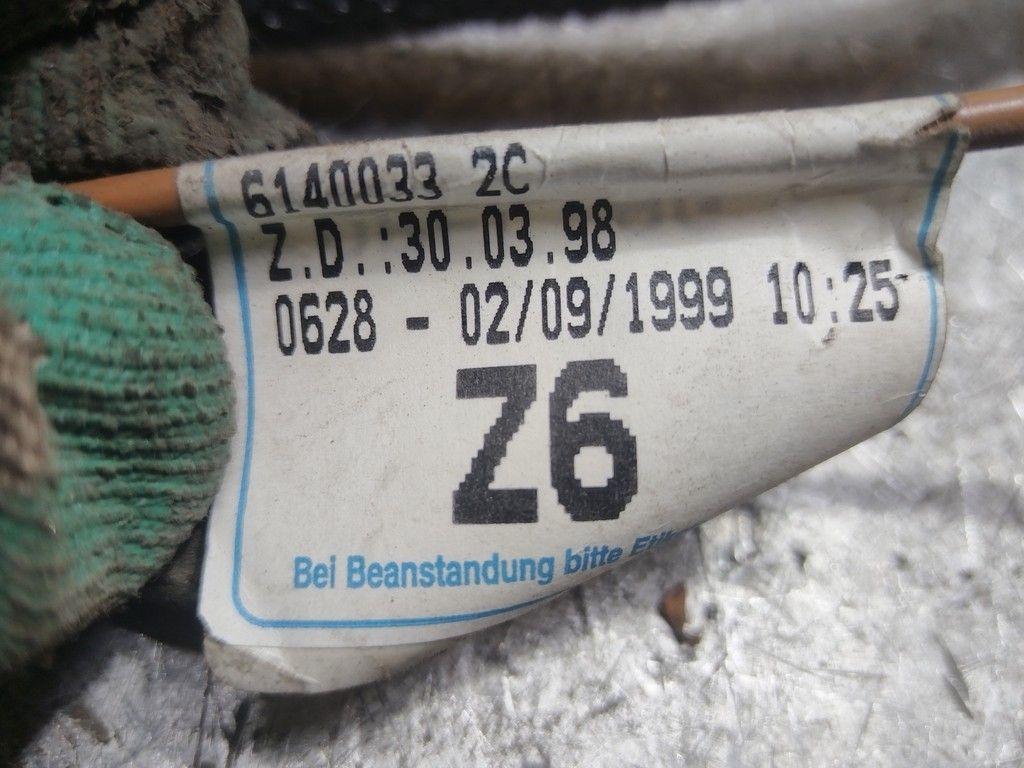 6140033 2C
Z.D.:30.03.98
0628 - 02/09/1999 10:25
Z6
Bei Beanstandung bitte